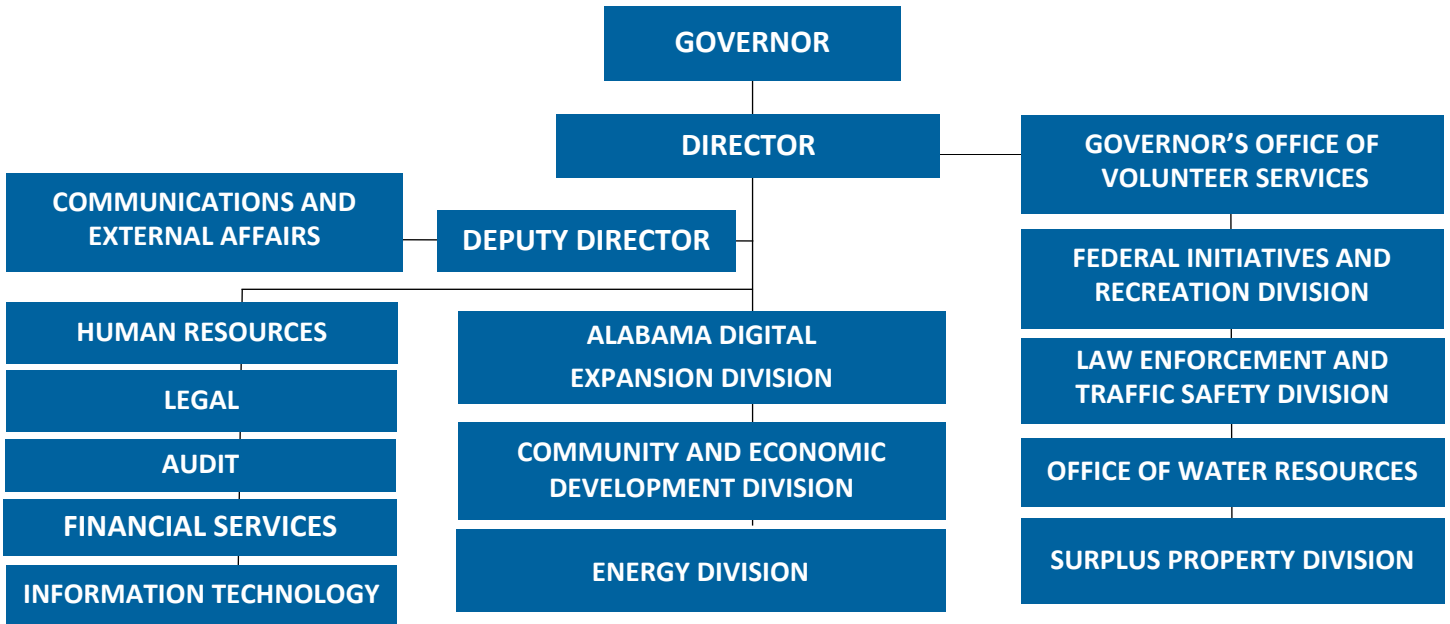 GOVERNOR
DIRECTOR
GOVERNOR’S OFFICE OF
VOLUNTEER SERVICES
COMMUNICATIONS AND
EXTERNAL AFFAIRS
DEPUTY DIRECTOR
FEDERAL INITIATIVES AND
RECREATION DIVISION
HUMAN RESOURCES
LEGAL
AUDIT
FINANCIAL SERVICES
INFORMATION TECHNOLOGY
ALABAMA DIGITAL
EXPANSION DIVISION
COMMUNITY AND ECONOMIC
DEVELOPMENT DIVISION
ENERGY DIVISION
LAW ENFORCEMENT AND
TRAFFIC SAFETY DIVISION
OFFICE OF WATER RESOURCES
SURPLUS PROPERTY DIVISION